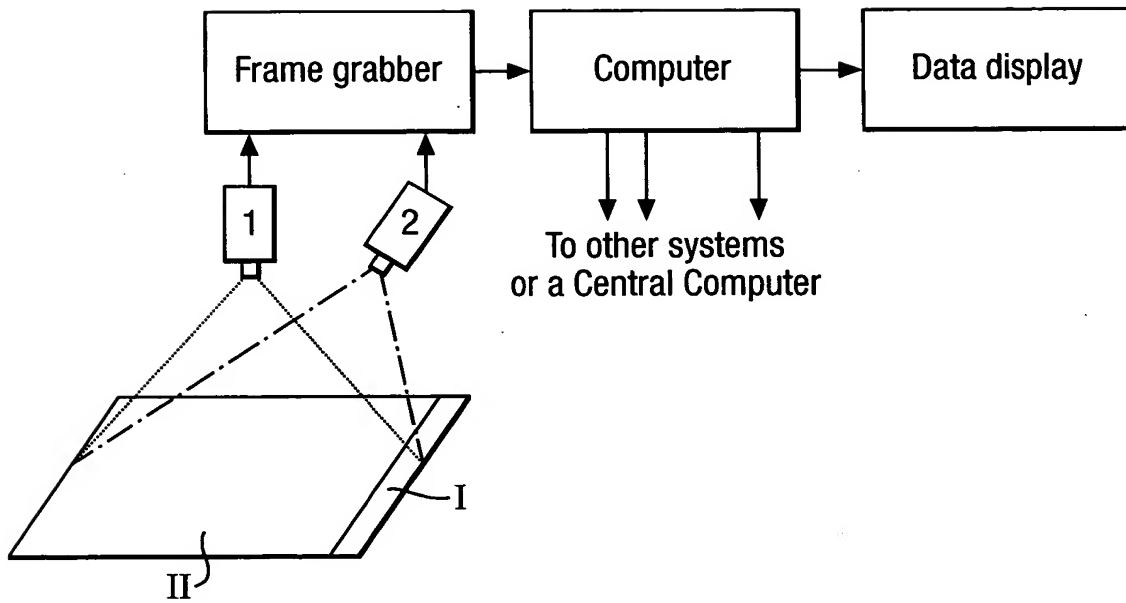 Frame grabber
Computer
Data display
1
2
To other systems
or a Central Computer
I
II